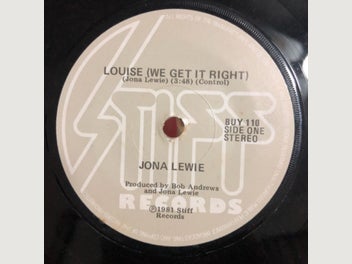 LOUISE (WE GET IT RIGHT)
(Jona Lewie) (3:48) (Control)
STIFF
BUY 110
SIDE ONE
STEREO
JONA LEWIE
Produced by Bob Andrews
and Jona Lewie
RECORDS
℗1981 Stiff
Records